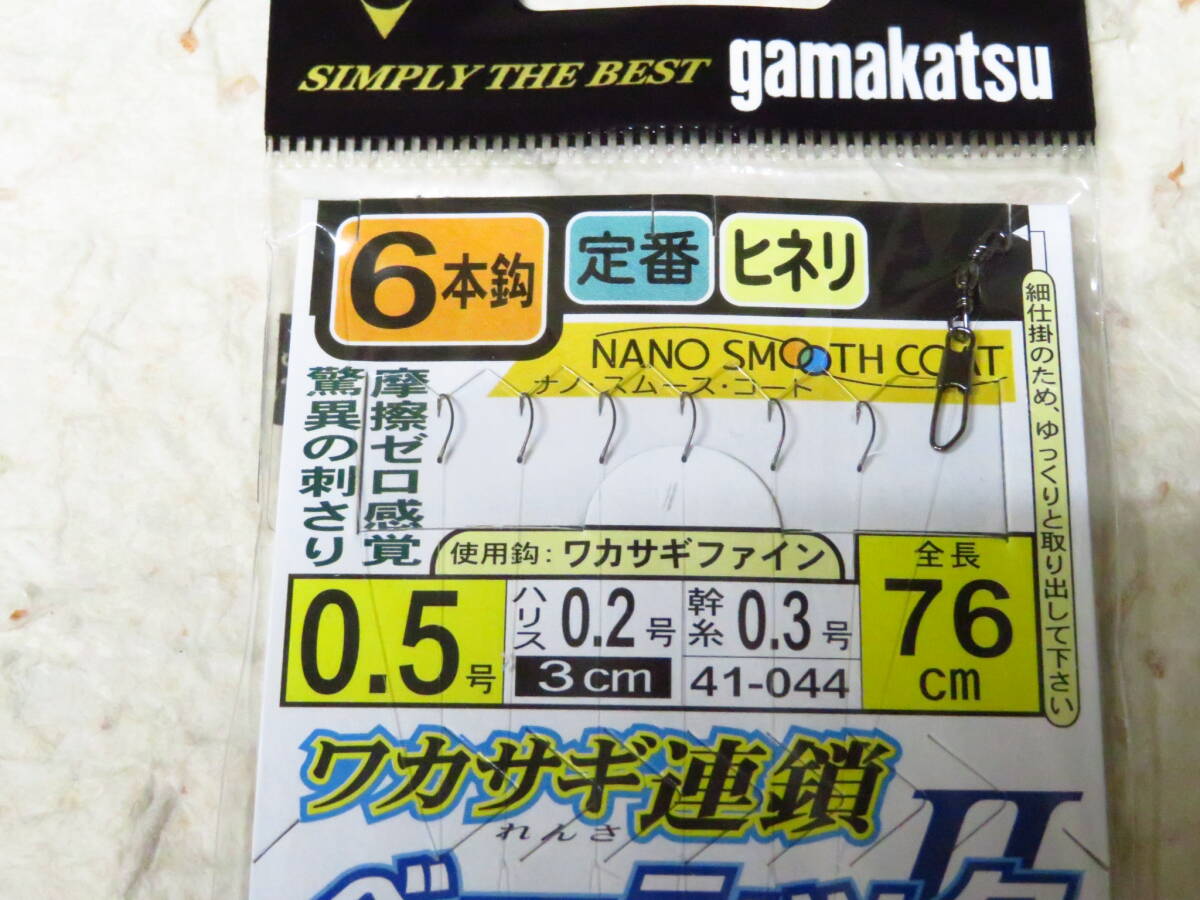 SIMPLY THE BEST gamakatsu
6本鈎 定番 ヒネリ
NANO SMOOTH COAT
ナノ・スムース・コート
摩擦ゼロ感覚
驚異の刺さり
細仕掛のため、ゆっくりと取り出して下さい
使用鈎:ワカサギファイン
0.5号
ハリス 0.2号
3cm
幹糸 0.3号
41-044
全長
76
cm
ワカサギ連鎖
れんさ
II